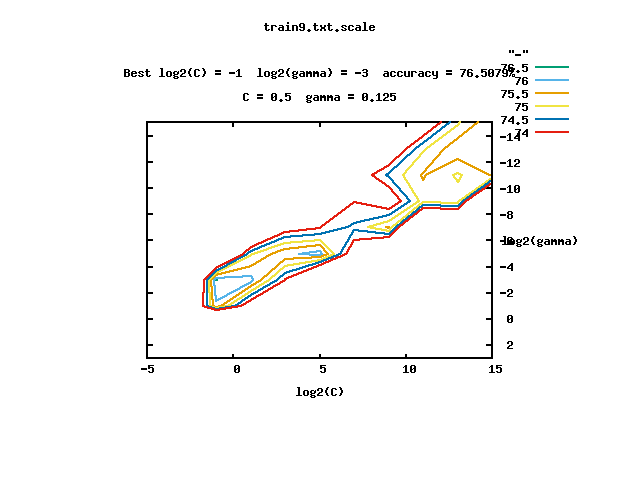 train9.txt.scale
"-"
Best log2(C) = -1 log2(gamma) = -3 accuracy = 76.5079%
76.5
76
C = 0.5 gamma = 0.125
75.5
75
74.5
74
-14
-12
-10
-8
-6
log2(gamma)
-4
-2
0
2
-5 0 5 10 15
log2(C)